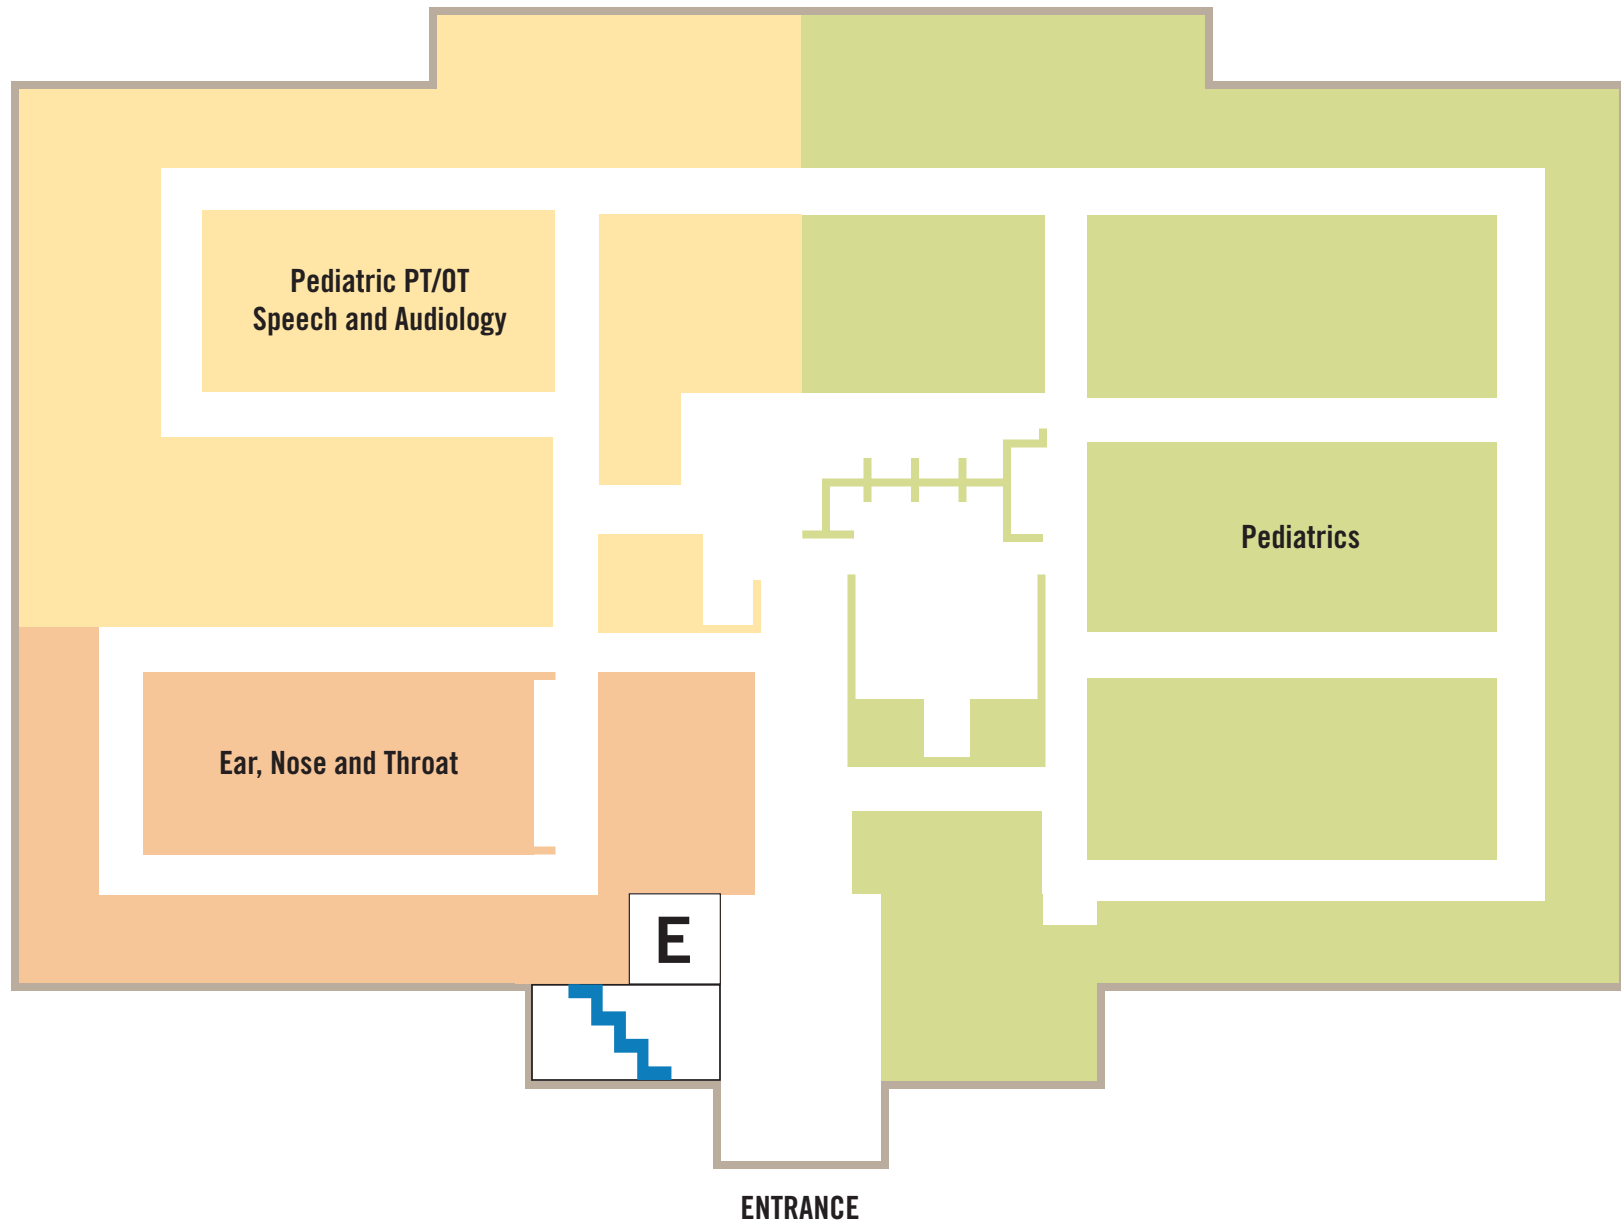 Pediatric PT/OT
Speech and Audiology
Pediatrics
Ear, Nose and Throat
E
ENTRANCE